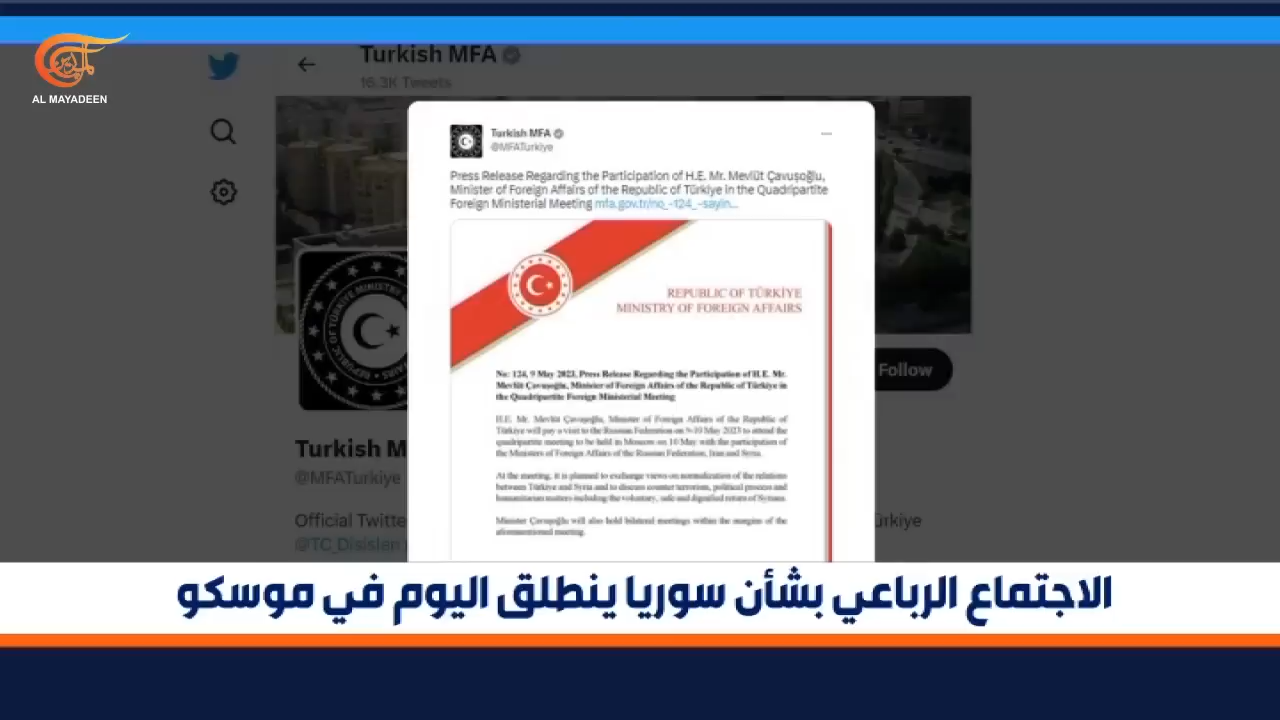 AL MAYADEEN
Turkish MFA
16.3K Tweets
Turkish MFA
@MFATurkiye
Press Release Regarding the Participation of H.E. Mr. Mevlüt Çavuşoğlu,
Minister of Foreign Affairs of the Republic of Türkiye in the Quadripartite
Foreign Ministerial Meeting mfa.gov.tr/no_-124_-sayin...
REPUBLIC OF TÜRKİYE
MINISTRY OF FOREIGN AFFAIRS
No: 124, 9 May 2023, Press Release Regarding the Participation of H.E. Mr.
Mevlüt Çavuşoğlu, Minister of Foreign Affairs of the Republic of Türkiye in
the Quadripartite Foreign Ministerial Meeting
H.E. Mr. Mevlüt Çavuşoğlu, Minister of Foreign Affairs of the Republic of
Türkiye will pay a visit to the Russian Federation on 9-10 May 2023 to attend the
quadripartite meeting to be held in Moscow on 10 May with the participation of
the Ministers of Foreign Affairs of the Russian Federation, Iran and Syria.
At the meeting, it is planned to exchange views on normalization of the relations
between Türkiye and Syria and to discuss counter terrorism, political process and
humanitarian matters including the voluntary, safe and dignified return of Syrians.
Minister Çavuşoğlu will also hold bilateral meetings within the margins of the
aforementioned meeting.
Follow
Turkish M
@MFATurkiye
Official Twitte
ürkiye
@TC_Disisleri
الاجتماع الرباعي بشأن سوريا ينطلق اليوم في موسكو